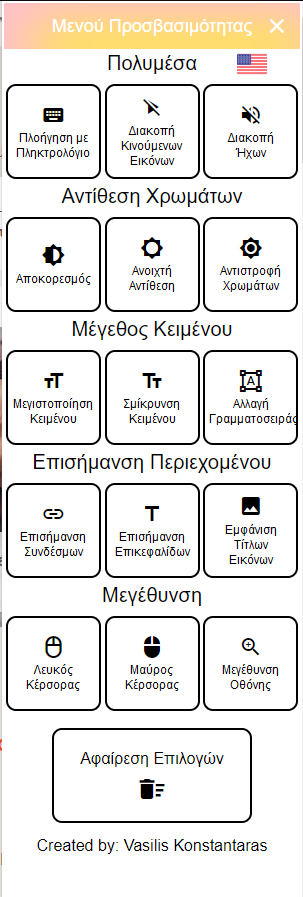 Μενού Προσβασιμότητας
Πολυμέσα
Πλοήγηση με
Πληκτρολόγιο
Διακοπή
Κινούμενων
Εικόνων
Διακοπή
Ήχων
Αντίθεση Χρωμάτων
Αποκορεσμός
Ανοιχτή
Αντίθεση
Αντιστροφή
Χρωμάτων
Μέγεθος Κειμένου
Μεγιστοποίηση
Κειμένου
Σμίκρυνση
Κειμένου
Αλλαγή
Γραμματοσειράς
Επισήμανση Περιεχομένου
Επισήμανση
Συνδέσμων
Επισήμανση
Επικεφαλίδων
Εμφάνιση
Τίτλων
Εικόνων
Μεγέθυνση
Λευκός
Κέρσορας
Μαύρος
Κέρσορας
Μεγέθυνση
Οθόνης
Αφαίρεση Επιλογών
Created by: Vasilis Konstantaras